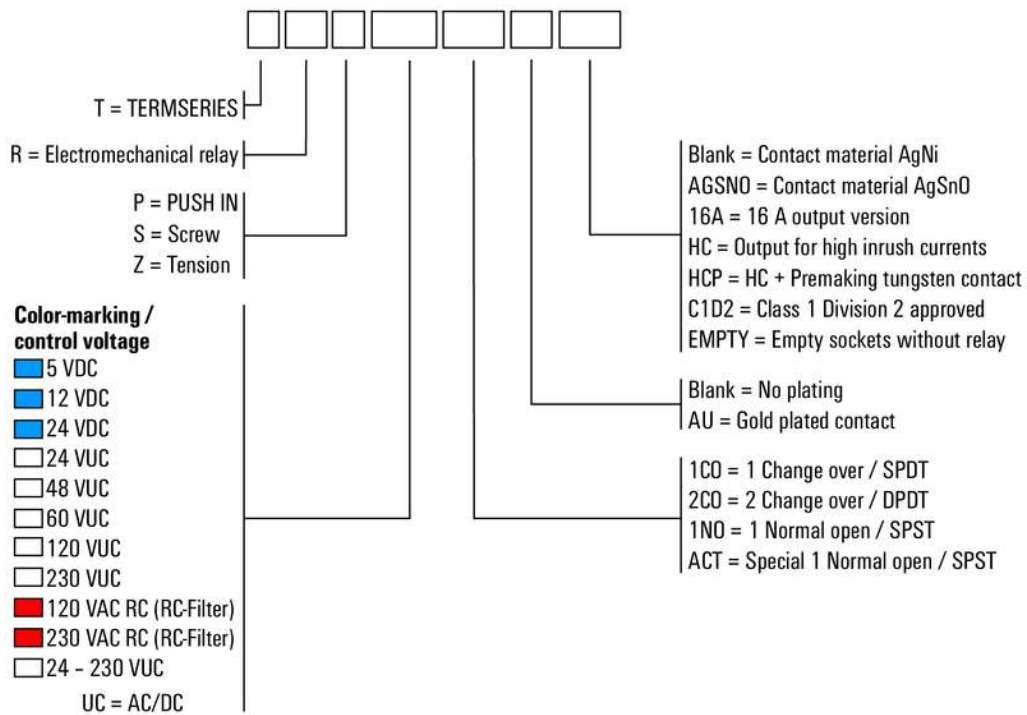 T = TERMSERIES
R = Electromechanical relay
P = PUSH IN
S = Screw
Z = Tension
Color-marking /
control voltage
5 VDC
12 VDC
24 VDC
24 VUC
48 VUC
60 VUC
120 VUC
230 VUC
120 VAC RC (RC-Filter)
230 VAC RC (RC-Filter)
24 - 230 VUC
UC = AC/DC
Blank = Contact material AgNi
AGSNO = Contact material AgSnO
16A = 16 A output version
HC = Output for high inrush currents
HCP = HC + Premaking tungsten contact
C1D2 = Class 1 Division 2 approved
EMPTY = Empty sockets without relay
Blank = No plating
AU = Gold plated contact
1CO = 1 Change over / SPDT
2CO = 2 Change over / DPDT
1NO = 1 Normal open / SPST
ACT = Special 1 Normal open / SPST